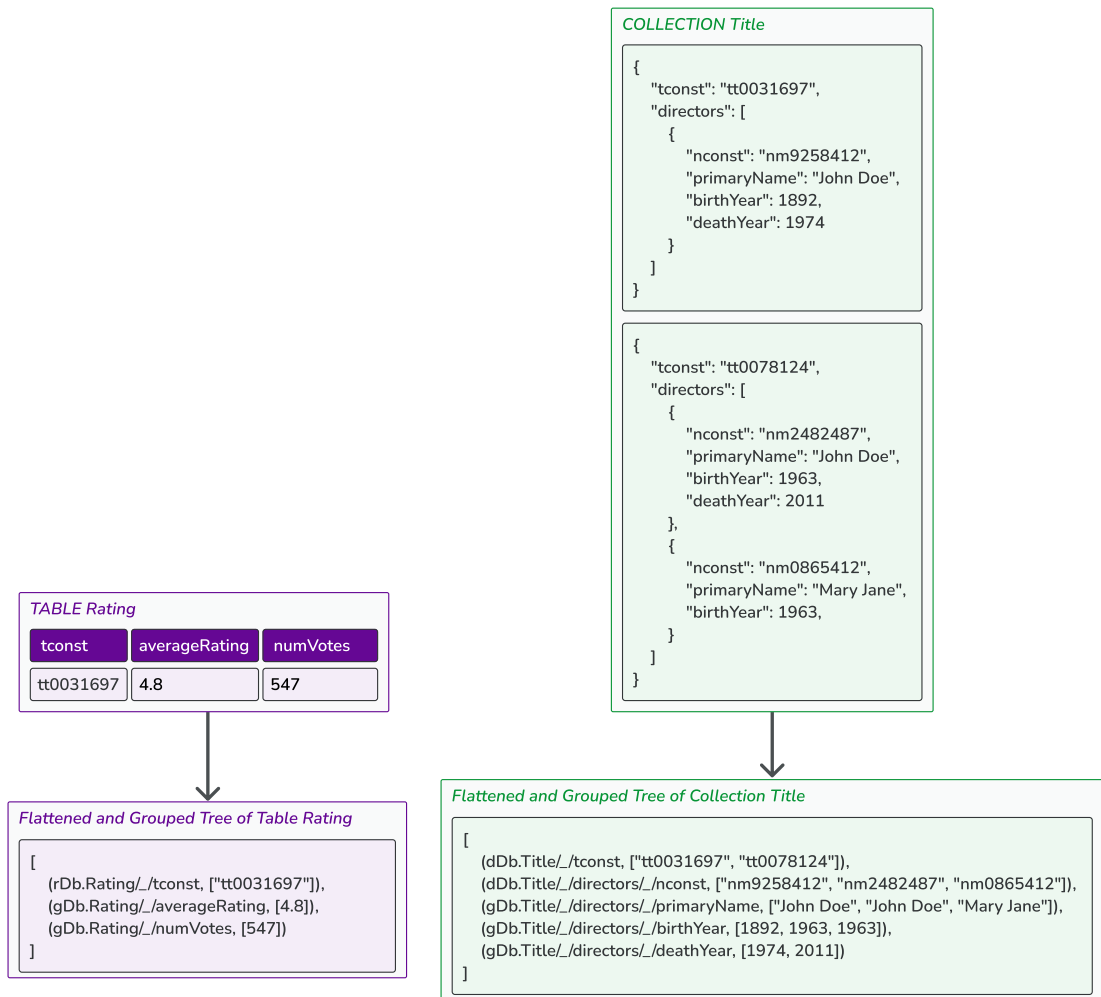 COLLECTION Title
{
"tconst": "tt0031697",
"directors": [
{
"nconst": "nm9258412",
"primaryName": "John Doe",
"birthYear": 1892,
"deathYear": 1974
}
]
}
{
"tconst": "tt0078124",
"directors": [
{
"nconst": "nm2482487",
"primaryName": "John Doe",
"birthYear": 1963,
"deathYear": 2011
},
{
"nconst": "nm0865412",
"primaryName": "Mary Jane",
"birthYear": 1963,
}
]
}
TABLE Rating
tconst averageRating numVotes
tt0031697 4.8 547
Flattened and Grouped Tree of Table Rating
[
(rDb.Rating/_/tconst, ["tt0031697"]),
(gDb.Rating/_/averageRating, [4.8]),
(gDb.Rating/_/numVotes, [547])
]
Flattened and Grouped Tree of Collection Title
[
(dDb.Title/_/tconst, ["tt0031697", "tt0078124"]),
(dDb.Title/_/directors/_/nconst, ["nm9258412", "nm2482487", "nm0865412"]),
(gDb.Title/_/directors/_/primaryName, ["John Doe", "John Doe", "Mary Jane"]),
(gDb.Title/_/directors/_/birthYear, [1892, 1963, 1963]),
(gDb.Title/_/directors/_/deathYear, [1974, 2011])
]